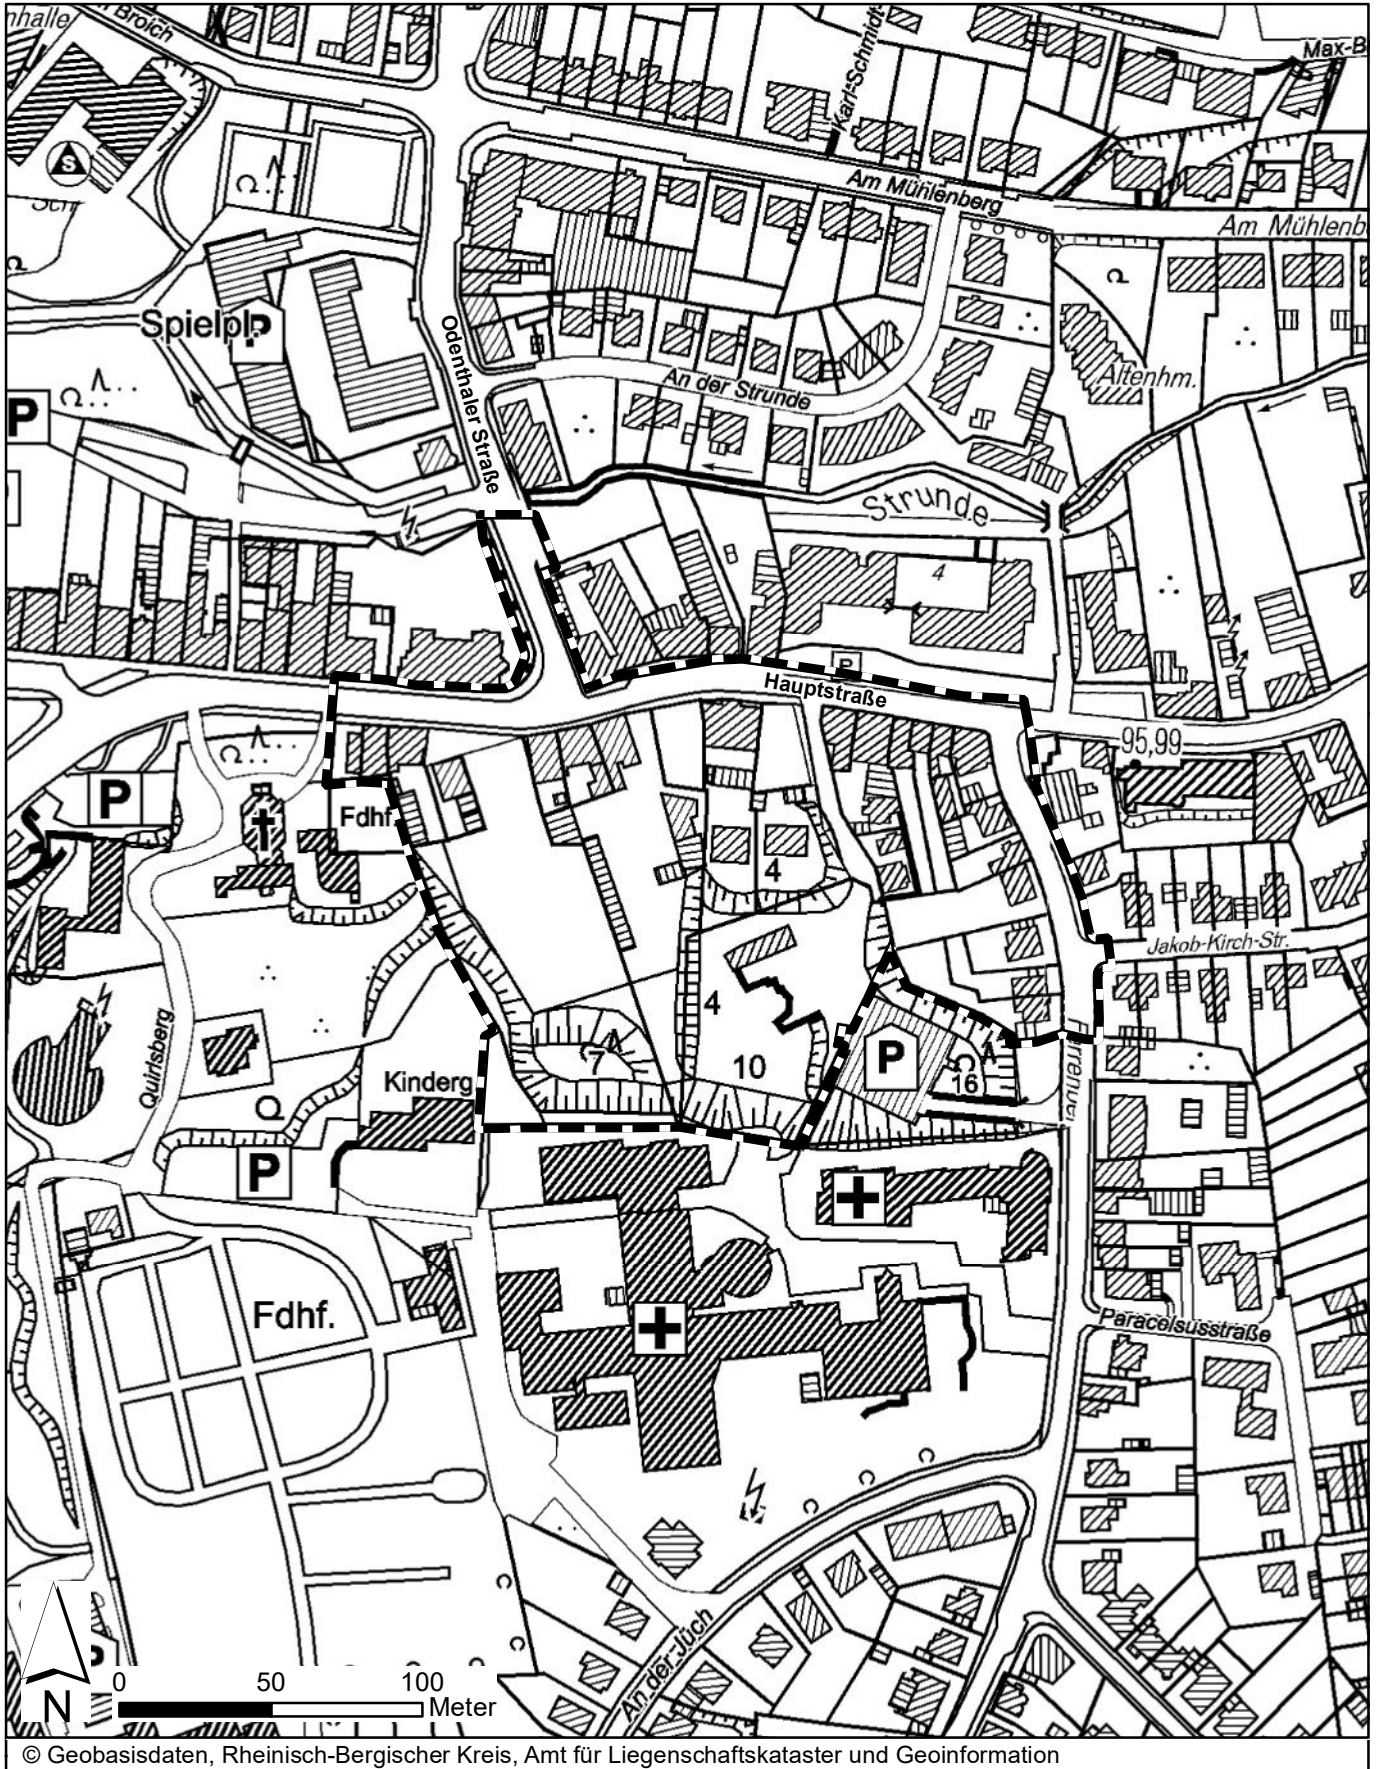 Broich
Karl-Schmidt-
Max-B
S
Am Mühlenberg
Am Mühlenb
Spielpl.
P
Odenthaler Straße
An der Strunde
Altenhm.
P
Strunde
4
P
Hauptstraße
95,99
P
Fdhf.
4
Jakob-Kirch-Str.
Quirlsberg
4
7
10
P
16
Kinderg
P
Fdhf.
Paracelsusstraße
An der Jüch
N
0 50 100
Meter
© Geobasisdaten, Rheinisch-Bergischer Kreis, Amt für Liegenschaftskataster und Geoinformation